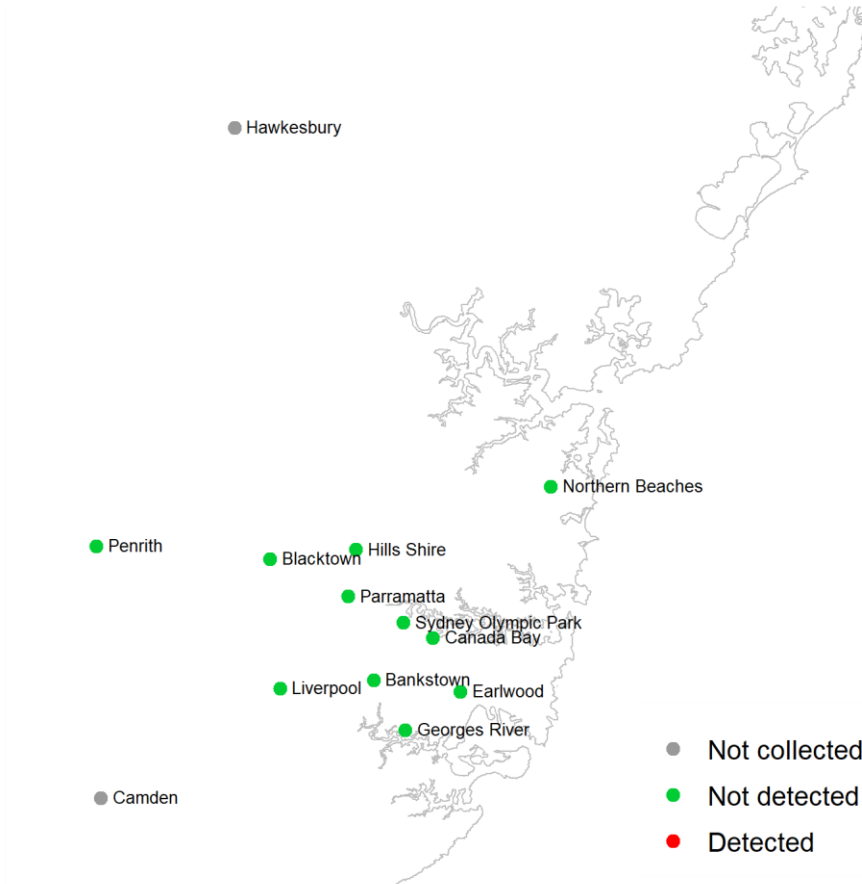 Hawkesbury
Northern Beaches
Penrith
Hills Shire
Blacktown
Parramatta
Sydney Olympic Park
Canada Bay
Bankstown
Liverpool
Earlwood
Georges River
Camden
Not collected
Not detected
Detected